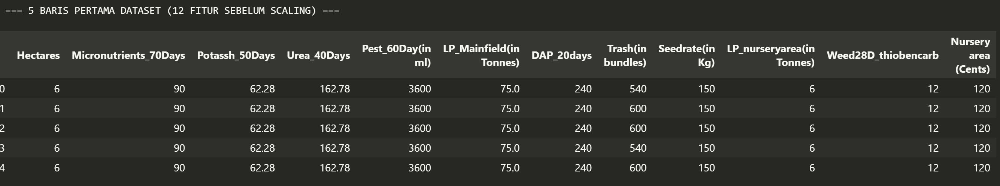 === 5 BARIS PERTAMA DATASET (12 FITUR SEBELUM SCALING) ===
Hectares Micronutrients_70Days Potassh_50Days Urea_40Days Pest_60Day(in ml) LP_Mainfield(in Tonnes) DAP_20days Trash(in bundles) Seedrate(in Kg) LP_nurseryarea(in Tonnes) Weed28D_thiobencarb Nursery area (Cents)
0 6 90 62.28 162.78 3600 75.0 240 540 150 6 12 120
1 6 90 62.28 162.78 3600 75.0 240 600 150 6 12 120
2 6 90 62.28 162.78 3600 75.0 240 600 150 6 12 120
3 6 90 62.28 162.78 3600 75.0 240 540 150 6 12 120
4 6 90 62.28 162.78 3600 75.0 240 600 150 6 12 120